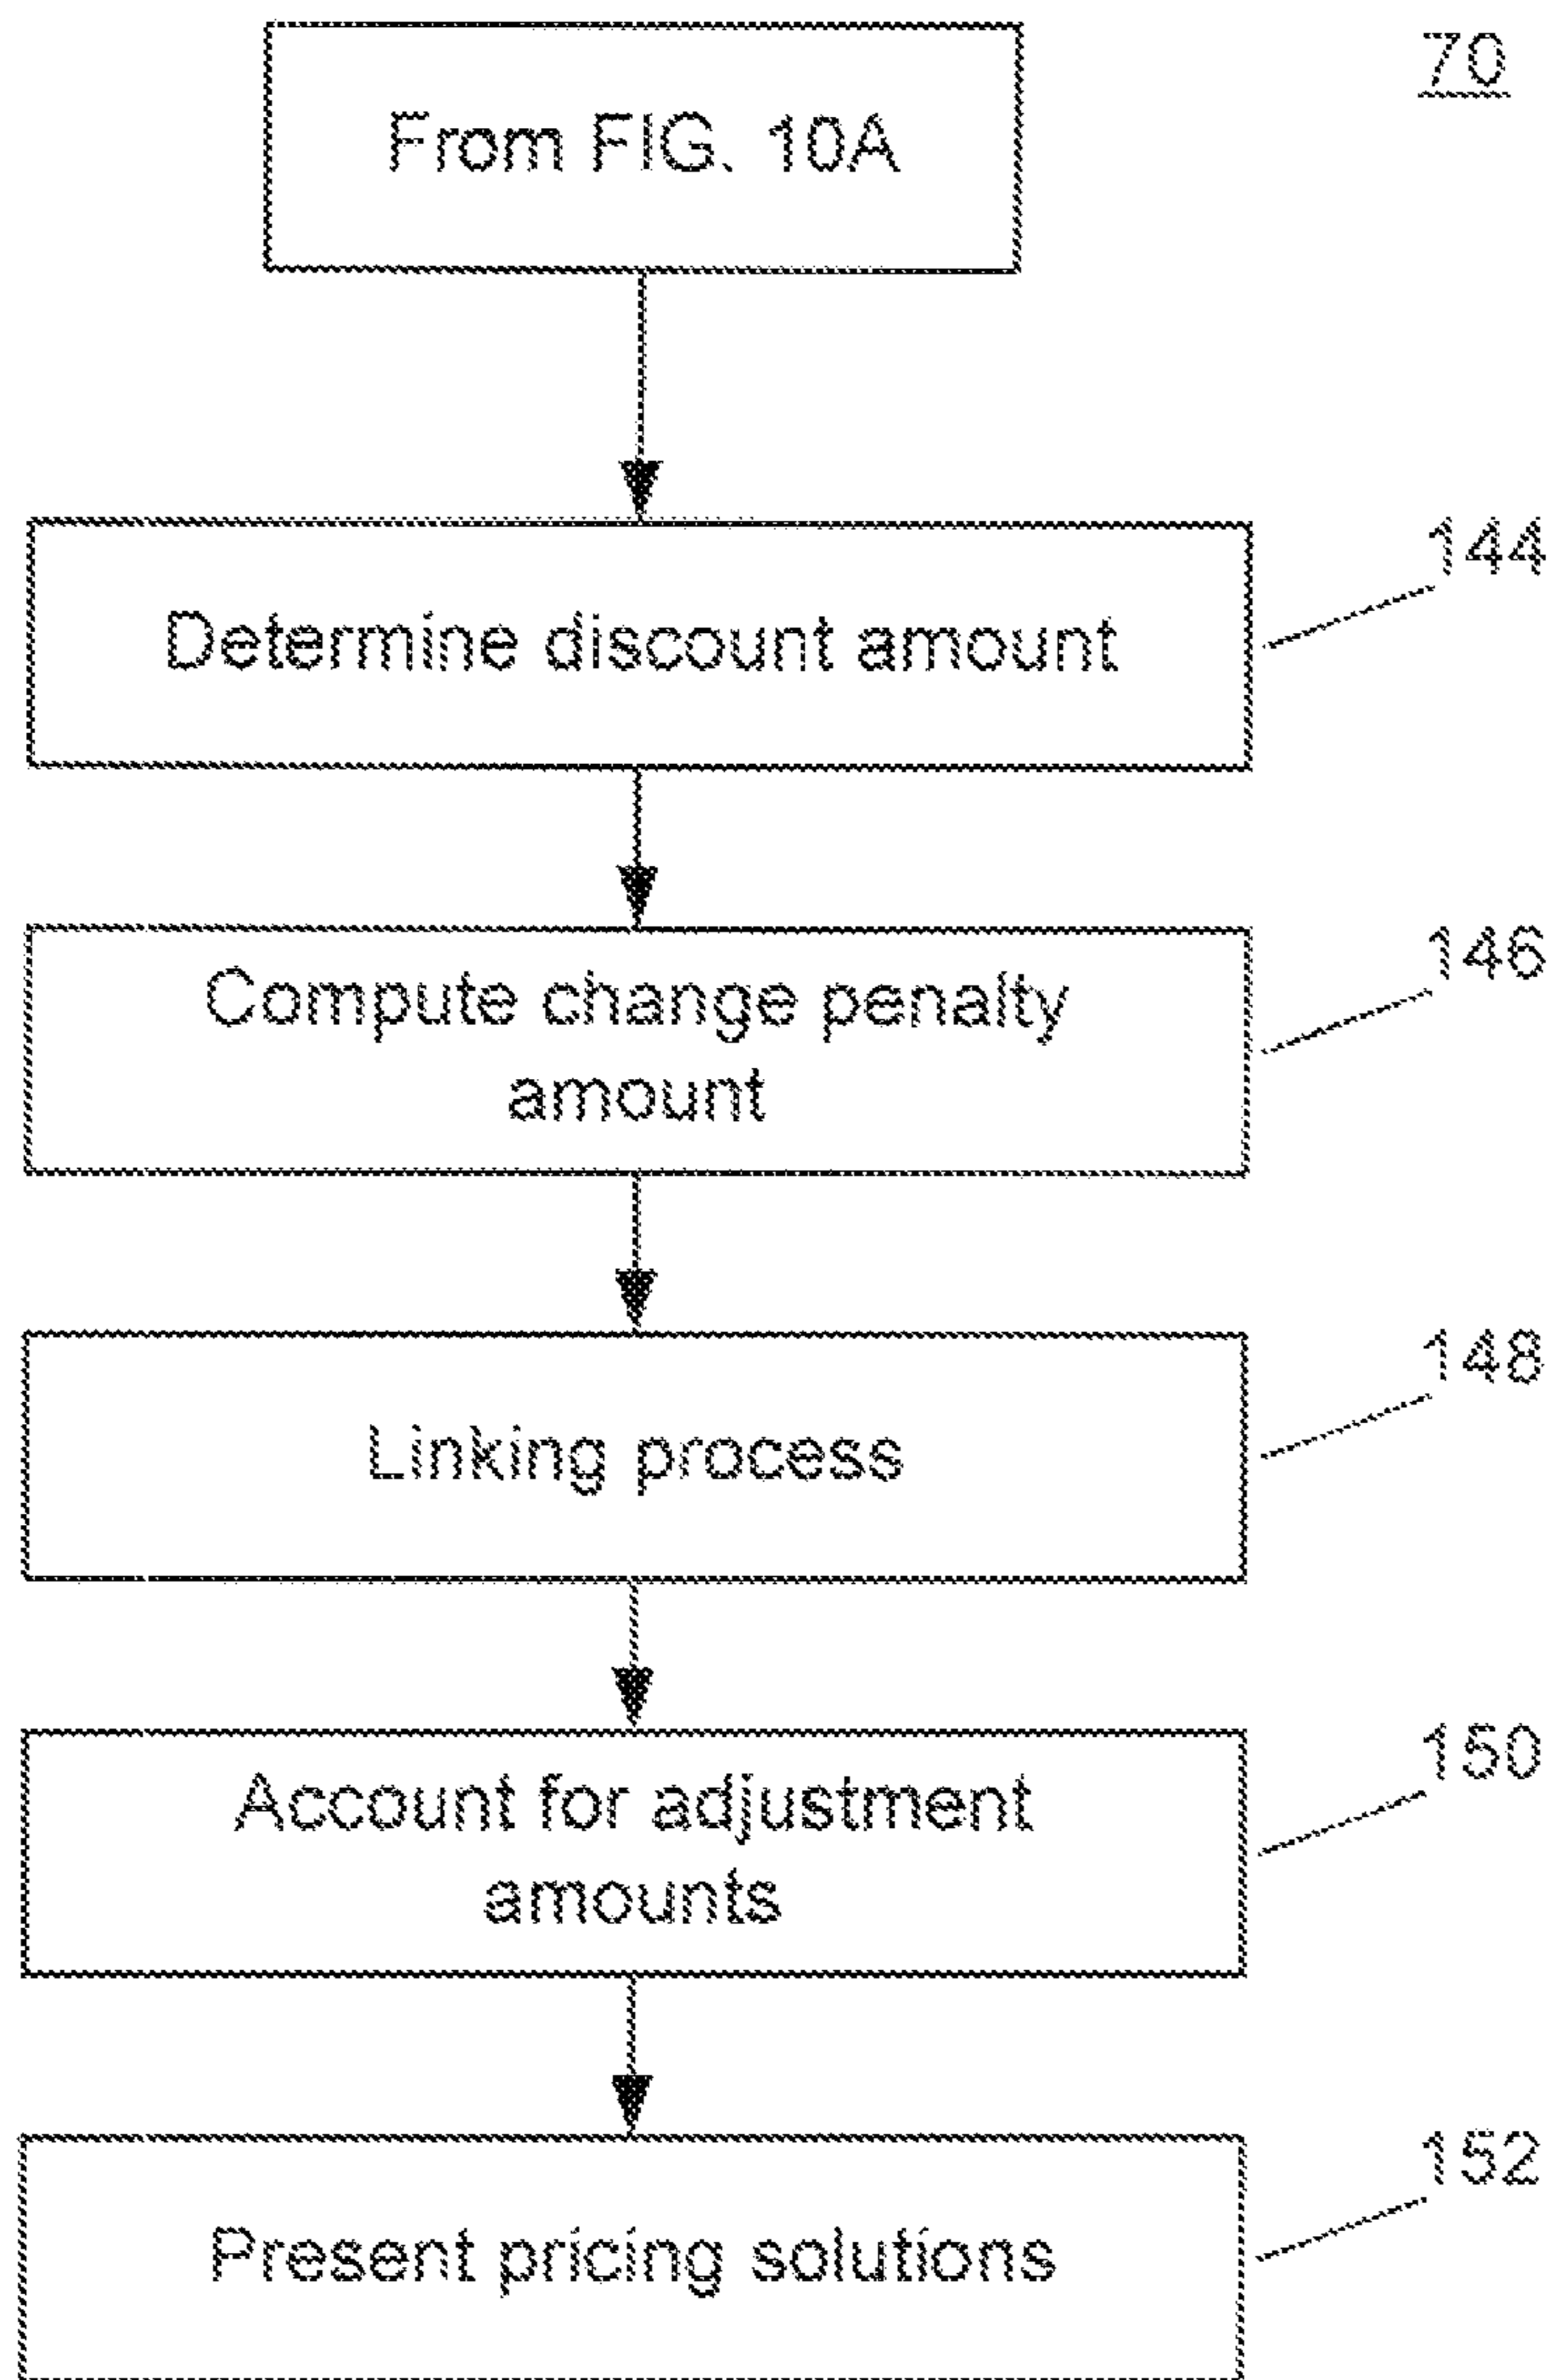 70
From FIG. 10A
144
Determine discount amount
146
Compute change penalty
amount
148
Linking process
150
Account for adjustment
amounts
152
Present pricing solutions